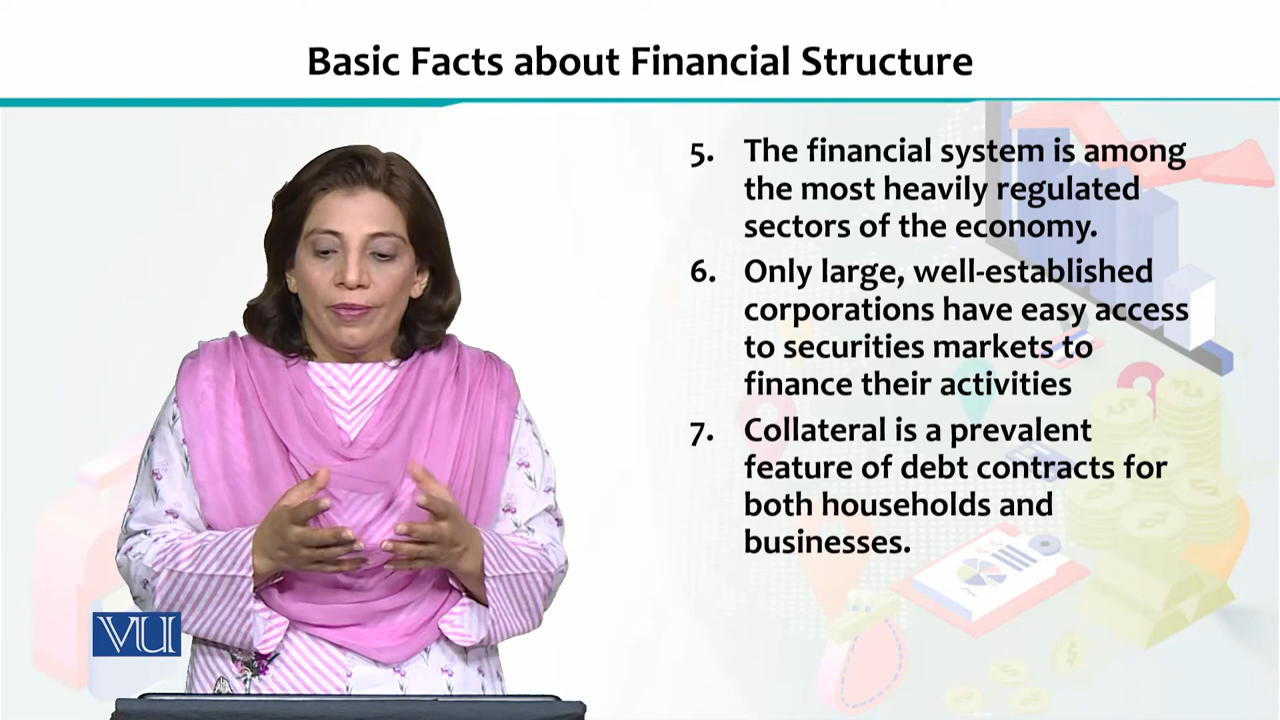 Basic Facts about Financial Structure
5. The financial system is among
the most heavily regulated
sectors of the economy.
6. Only large, well-established
corporations have easy access
to securities markets to
finance their activities
7. Collateral is a prevalent
feature of debt contracts for
both households and
businesses.
VU